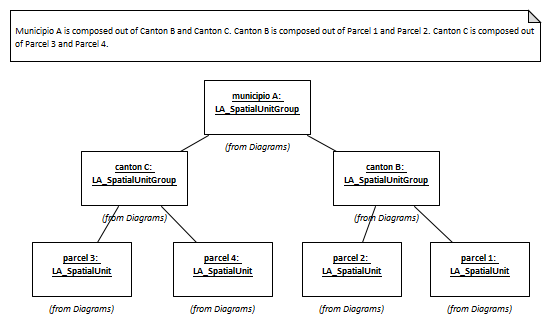 Municipio A is composed out of Canton B and Canton C. Canton B is composed out of Parcel 1 and Parcel 2. Canton C is composed out
of Parcel 3 and Parcel 4.
municipio A:
LA_SpatialUnitGroup
(from Diagrams)
canton C:
LA_SpatialUnitGroup
(from Diagrams)
canton B:
LA_SpatialUnitGroup
(from Diagrams)
parcel 3:
LA_SpatialUnit
(from Diagrams)
parcel 4:
LA_SpatialUnit
(from Diagrams)
parcel 2:
LA_SpatialUnit
(from Diagrams)
parcel 1:
LA_SpatialUnit
(from Diagrams)